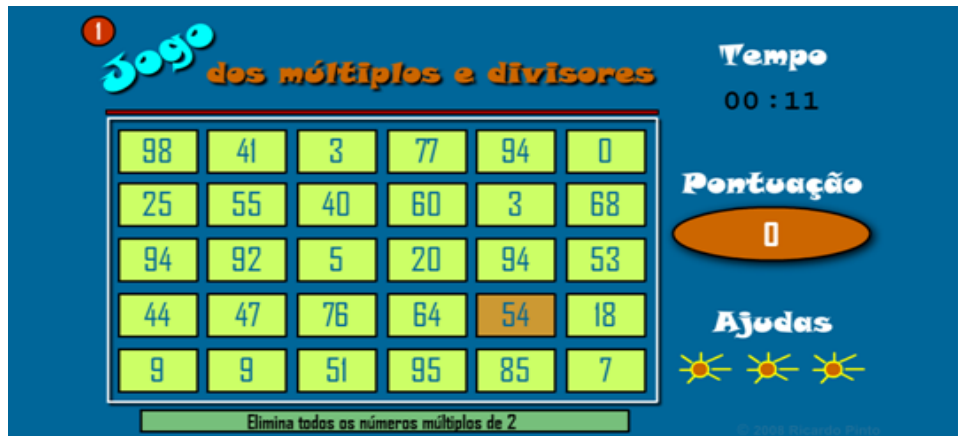 1
Jogo
dos múltiplos e divisores
Tempo
00:11
98 41 3 77 94 0
25 55 40 60 3 68
94 92 5 20 94 53
44 47 76 64 54 18
9 9 51 95 85 7
Pontuação
0
Ajudas
Elimina todos os números múltiplos de 2
© 2008 Ricardo Pinto